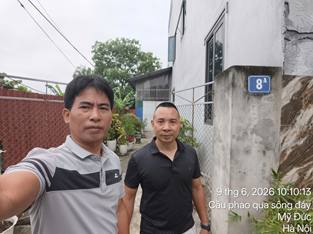 8A
9 thg 6, 2026 10:10:13
Cầu phao qua sông đáy
Mỹ Đức
Hà Nội